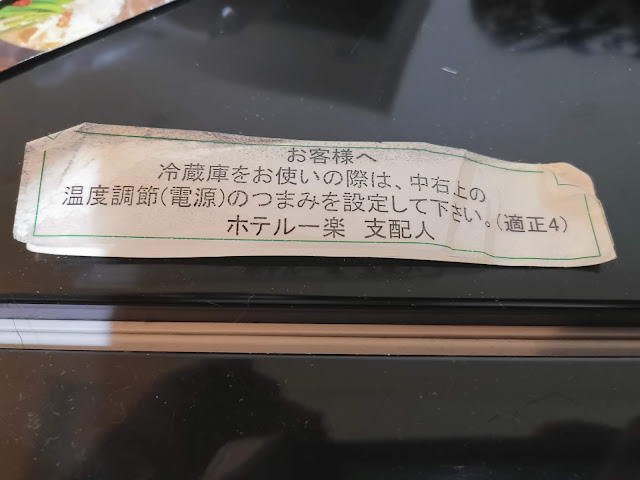 お客様へ
冷蔵庫をお使いの際は、中右上の
温度調節(電源)のつまみを設定して下さい。(適正4)
ホテル一楽 支配人